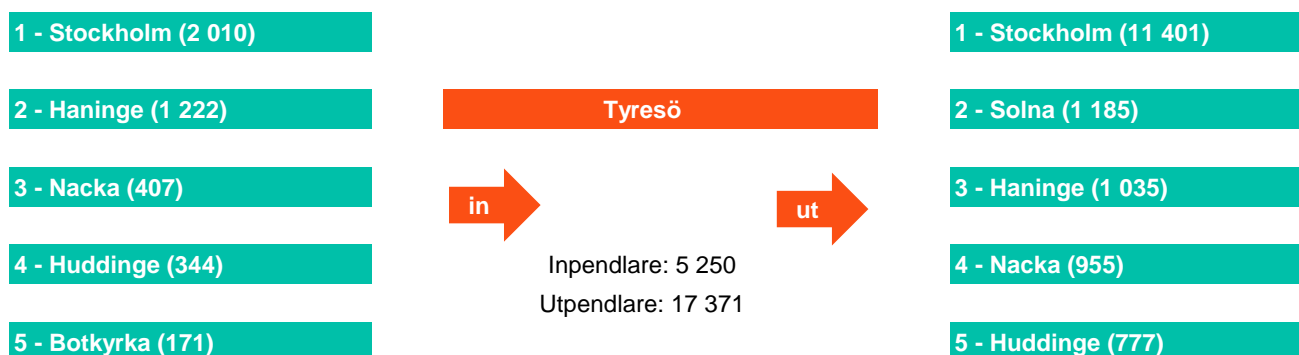 1 - Stockholm (2 010)
2 - Haninge (1 222)
3 - Nacka (407)
4 - Huddinge (344)
5 - Botkyrka (171)
Tyresö
in
ut
Inpendlare: 5 250
Utpendlare: 17 371
1 - Stockholm (11 401)
2 - Solna (1 185)
3 - Haninge (1 035)
4 - Nacka (955)
5 - Huddinge (777)